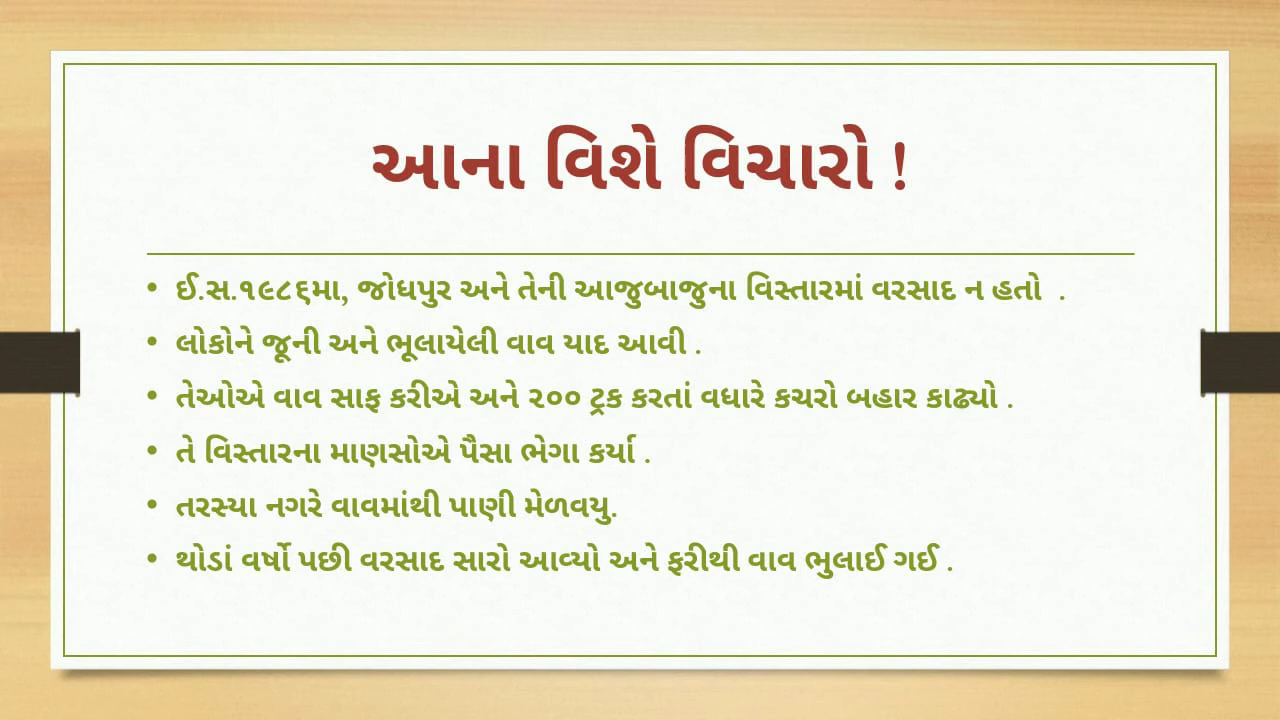 આના વિશે વિચારો !
• ઈ.સ.૧૯૮૬મા, જોધપુર અને તેની આજુબાજુના વિસ્તારમાં વરસાદ ન હતો .
• લોકોને જૂની અને ભૂલાયેલી વાવ યાદ આવી .
• તેઓએ વાવ સાફ કરીએ અને ૨૦૦ ટ્રક કરતાં વધારે કચરો બહાર કાઢ્યો .
• તે વિસ્તારના માણસોએ પૈસા ભેગા કર્યા .
• તરસ્યા નગરે વાવમાંથી પાણી મેળવયુ.
• થોડાં વર્ષો પછી વરસાદ સારો આવ્યો અને ફરીથી વાવ ભુલાઈ ગઈ .